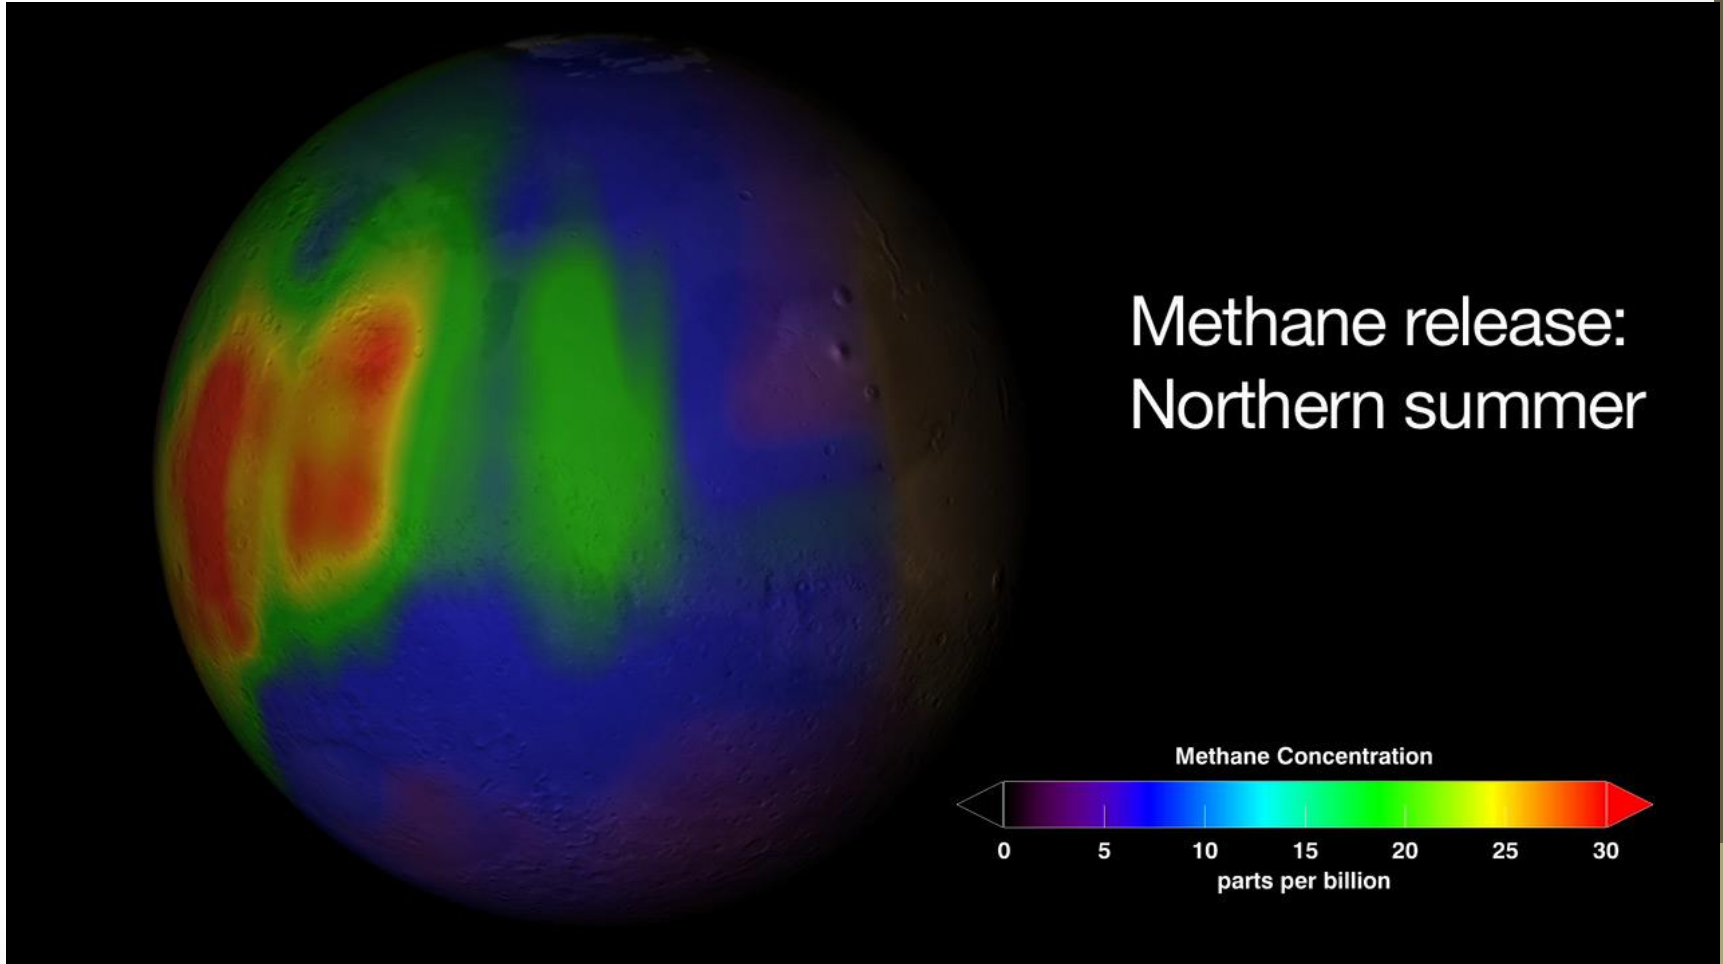 Methane release:
Northern summer
Methane Concentration
0 5 10 15 20 25 30
parts per billion